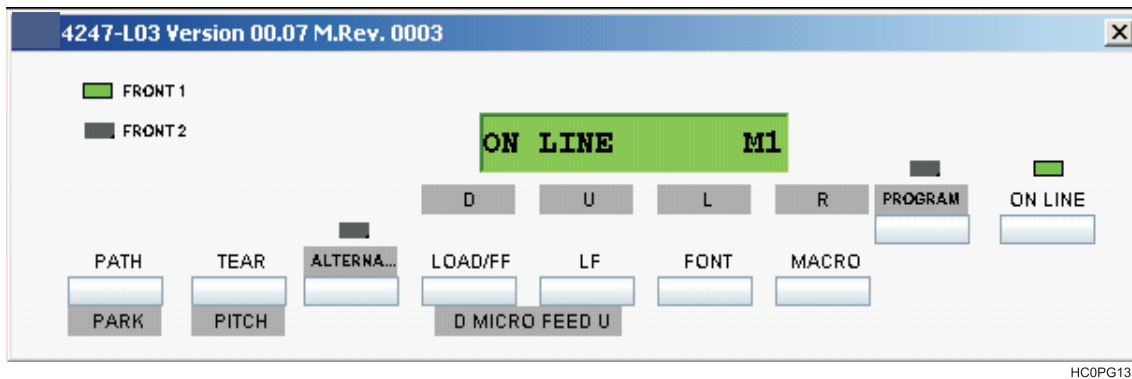 4247-L03 Version 00.07 M.Rev. 0003
FRONT 1
FRONT 2
ON LINE M1
D U L R PROGRAM ON LINE
PATH TEAR ALTERNA... LOAD/FF LF FONT MACRO
PARK PITCH D MICRO FEED U
HC0PG13